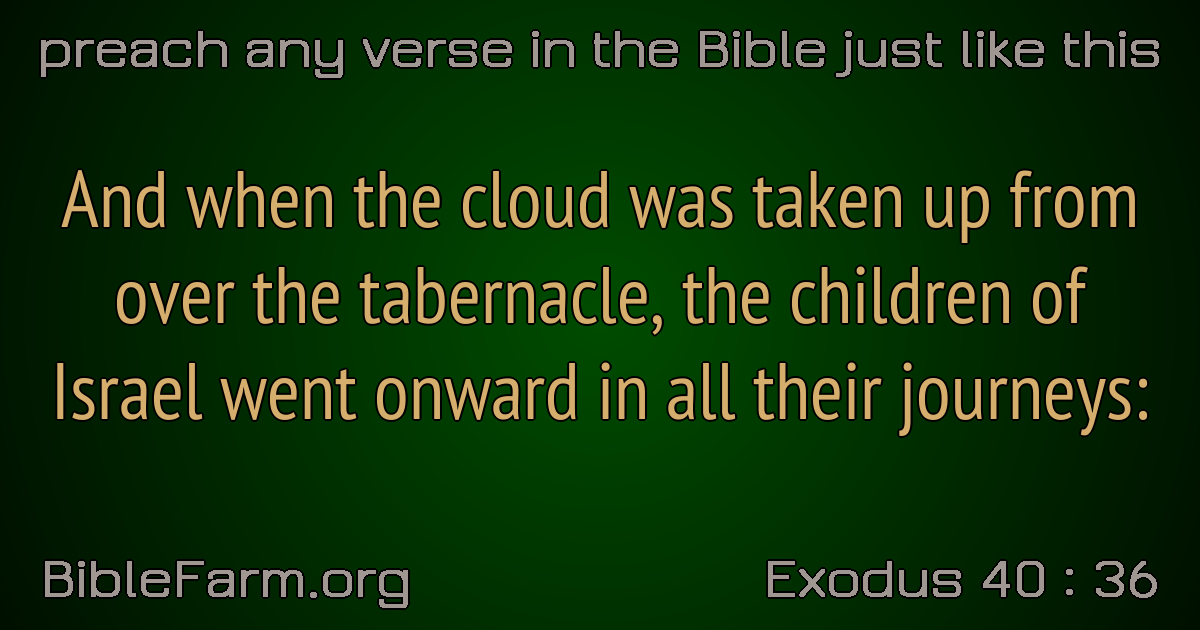 preach any verse in the Bible just like this
And when the cloud was taken up from
over the tabernacle, the children of
Israel went onward in all their journeys:
BibleFarm.org
Exodus 40 : 36